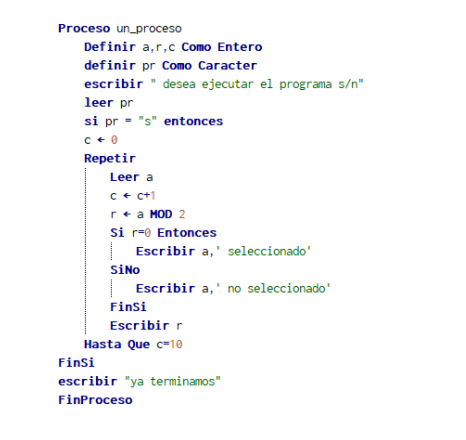 Proceso un_proceso
Definir a,r,c Como Entero
definir pr Como Caracter
escribir " desea ejecutar el programa s/n"
leer pr
si pr = "s" entonces
c ← 0
Repetir
Leer a
c ← c+1
r ← a MOD 2
Si r=0 Entonces
Escribir a,' seleccionado'
SiNo
Escribir a,' no seleccionado'
FinSi
Escribir r
Hasta Que c=10
FinSi
escribir "ya terminamos"
FinProceso